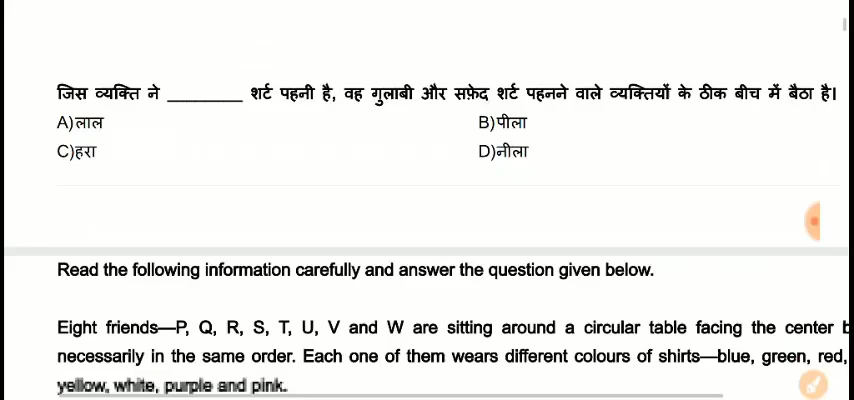 जिस व्यक्ति ने ________ शर्ट पहनी है, वह गुलाबी और सफ़ेद शर्ट पहनने वाले व्यक्तियों के ठीक बीच में बैठा है।
A)लाल B)पीला
C)हरा D)नीला
Read the following information carefully and answer the question given below.
Eight friends—P, Q, R, S, T, U, V and W are sitting around a circular table facing the center
necessarily in the same order. Each one of them wears different colours of shirts—blue, green, red,
yellow, white, purple and pink.